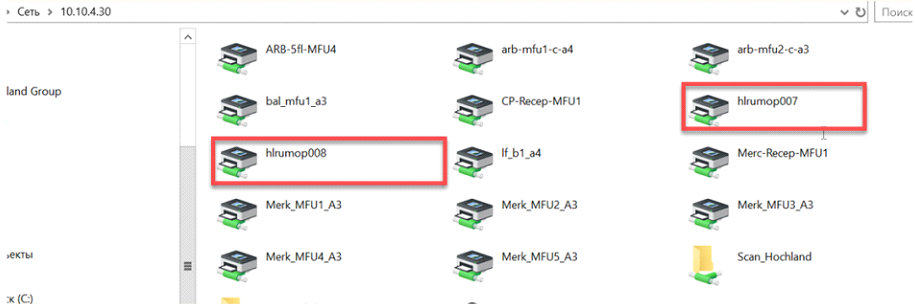 › Сеть › 10.10.4.30
Поиск
ARB-5fl-MFU4
arb-mfu1-c-a4
arb-mfu2-c-a3
land Group
bal_mfu1_a3
CP-Recep-MFU1
hlrumop007
hlrumop008
lf_b1_a4
Merc-Recep-MFU1
Merk_MFU1_A3
Merk_MFU2_A3
Merk_MFU3_A3
ъекты
Merk_MFU4_A3
Merk_MFU5_A3
Scan_Hochland
ск (C:)